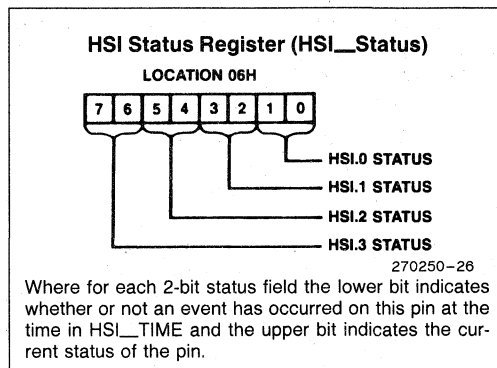 HSI Status Register (HSI__Status)
LOCATION 06H
7 6 5 4 3 2 1 0
HSI.0 STATUS
HSI.1 STATUS
HSI.2 STATUS
HSI.3 STATUS
270250-26
Where for each 2-bit status field the lower bit indicates
whether or not an event has occurred on this pin at the
time in HSI__TIME and the upper bit indicates the cur-
rent status of the pin.